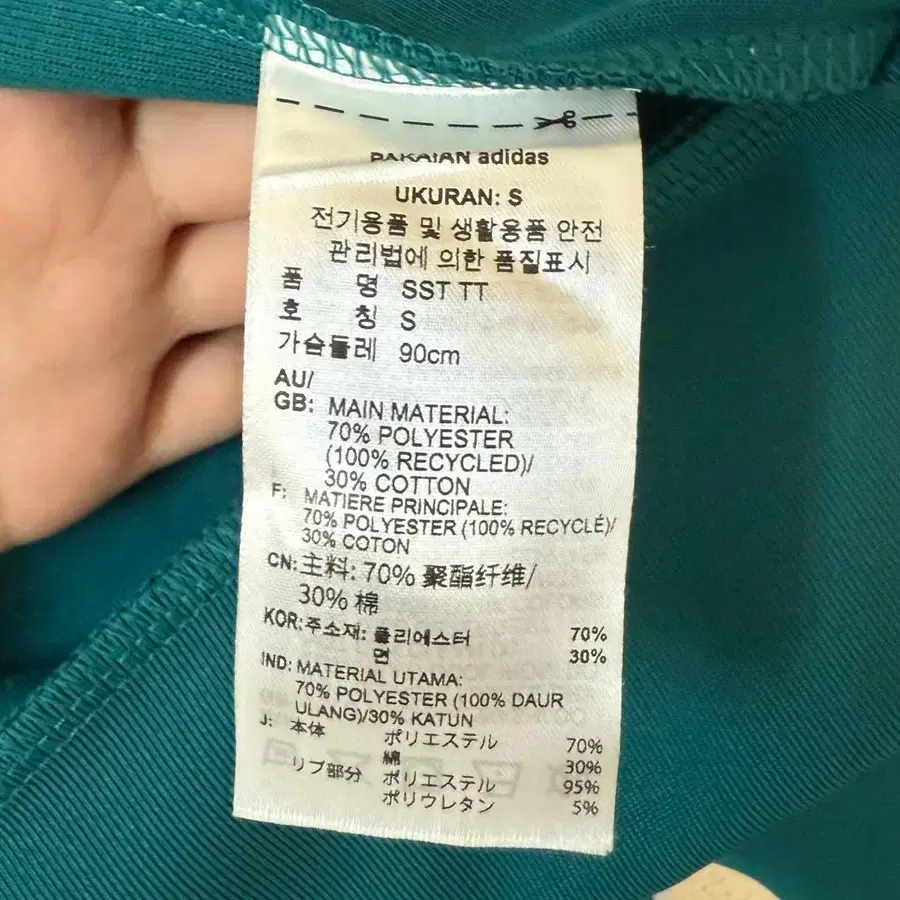 PAKAIAN adidas
UKURAN: S
전기용품 및 생활용품 안전
관리법에 의한 품질표시
품 명 SST TT
호 칭 S
가슴둘레 90cm
AU/
GB: MAIN MATERIAL:
70% POLYESTER
(100% RECYCLED)/
30% COTTON
F: MATIERE PRINCIPALE:
70% POLYESTER (100% RECYCLÉ)/
30% COTON
CN: 主料: 70% 聚酯纤维/
30% 棉
KOR: 주소재: 폴리에스터 70%
면 30%
IND: MATERIAL UTAMA:
70% POLYESTER (100% DAUR
ULANG)/30% KATUN
J: 本体 ポリエステル 70%
綿 30%
リブ部分 ポリエステル 95%
ポリウレタン 5%